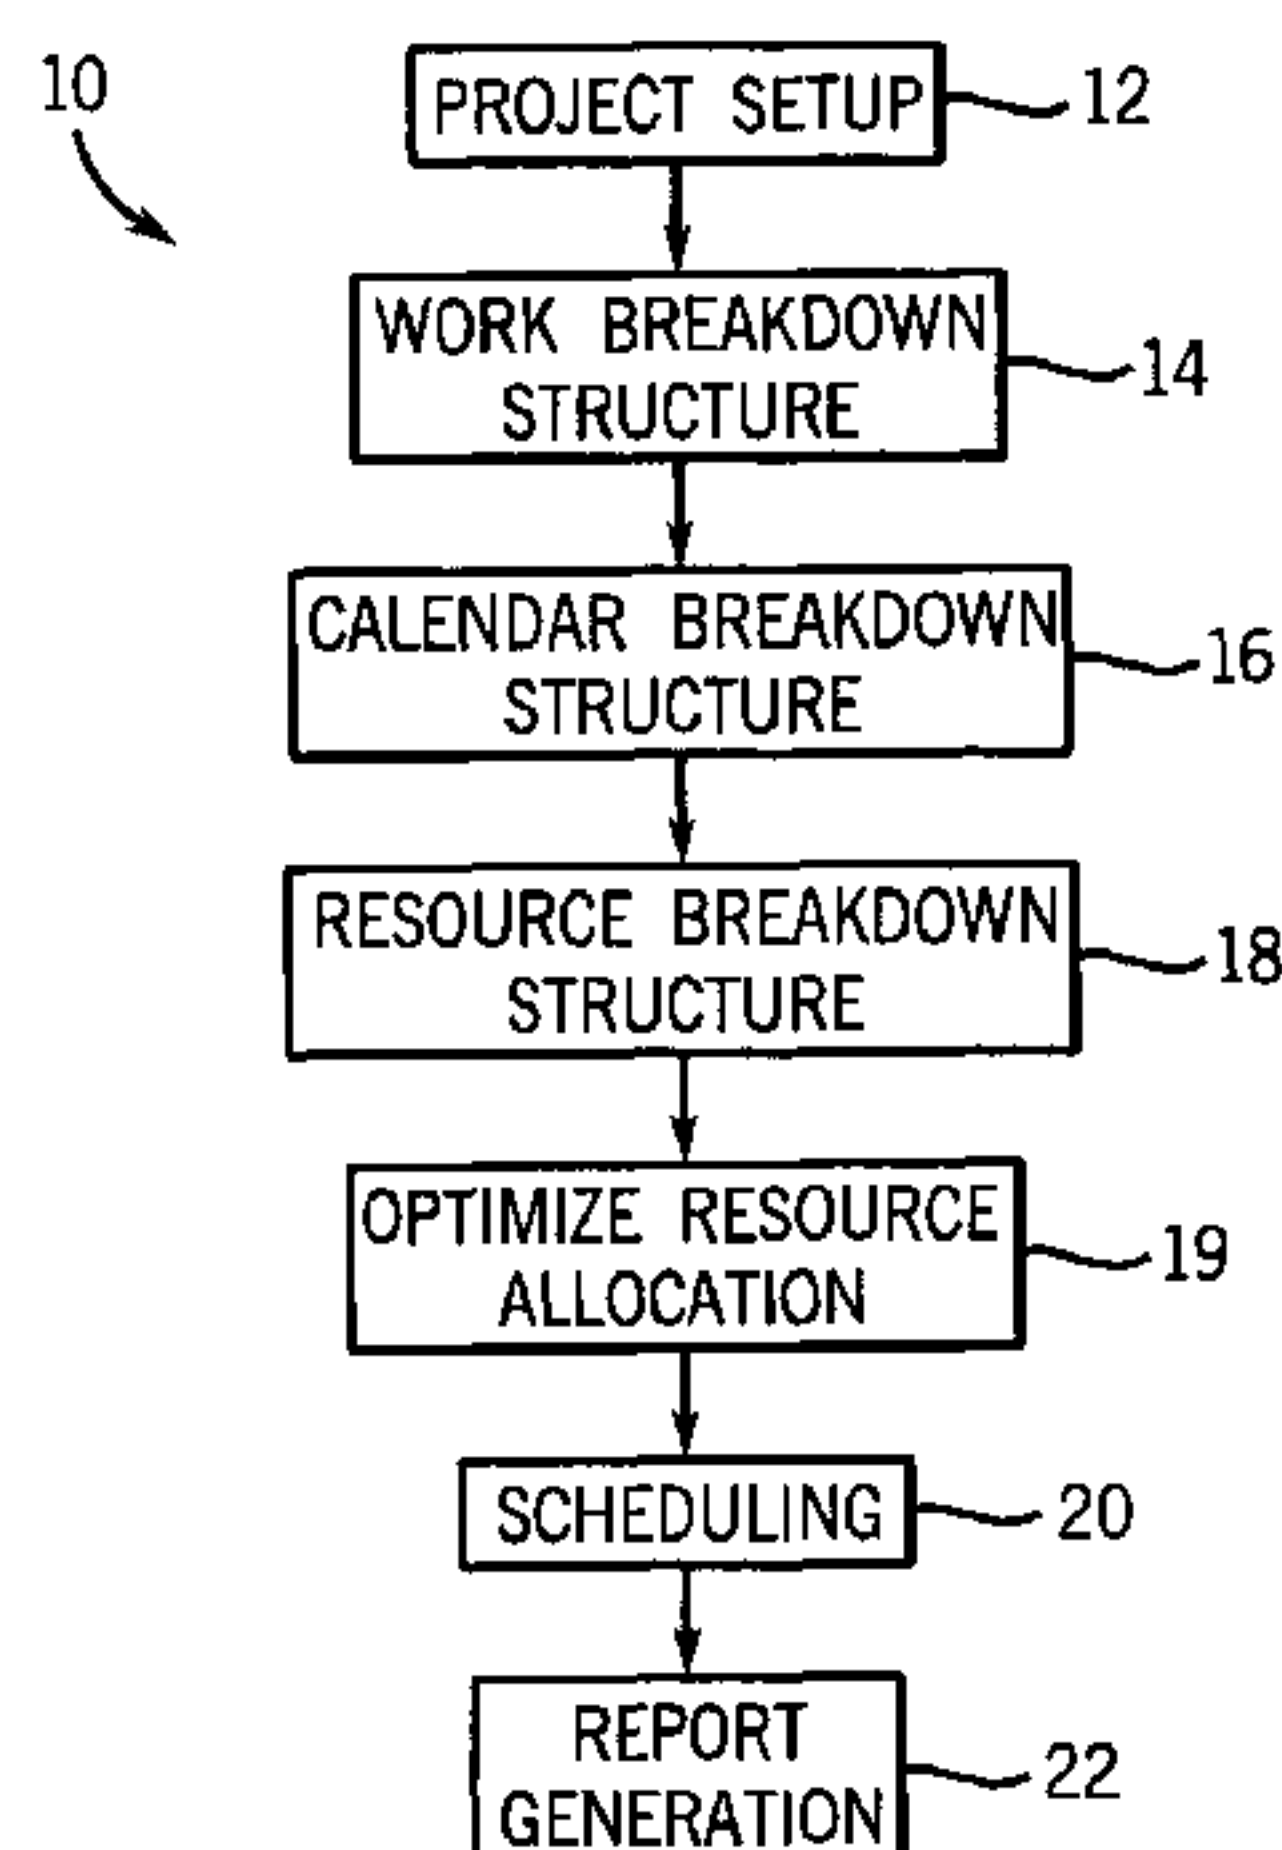 10
PROJECT SETUP
12
WORK BREAKDOWN
STRUCTURE
14
CALENDAR BREAKDOWN
STRUCTURE
16
RESOURCE BREAKDOWN
STRUCTURE
18
OPTIMIZE RESOURCE
ALLOCATION
19
SCHEDULING
20
REPORT
GENERATION
22